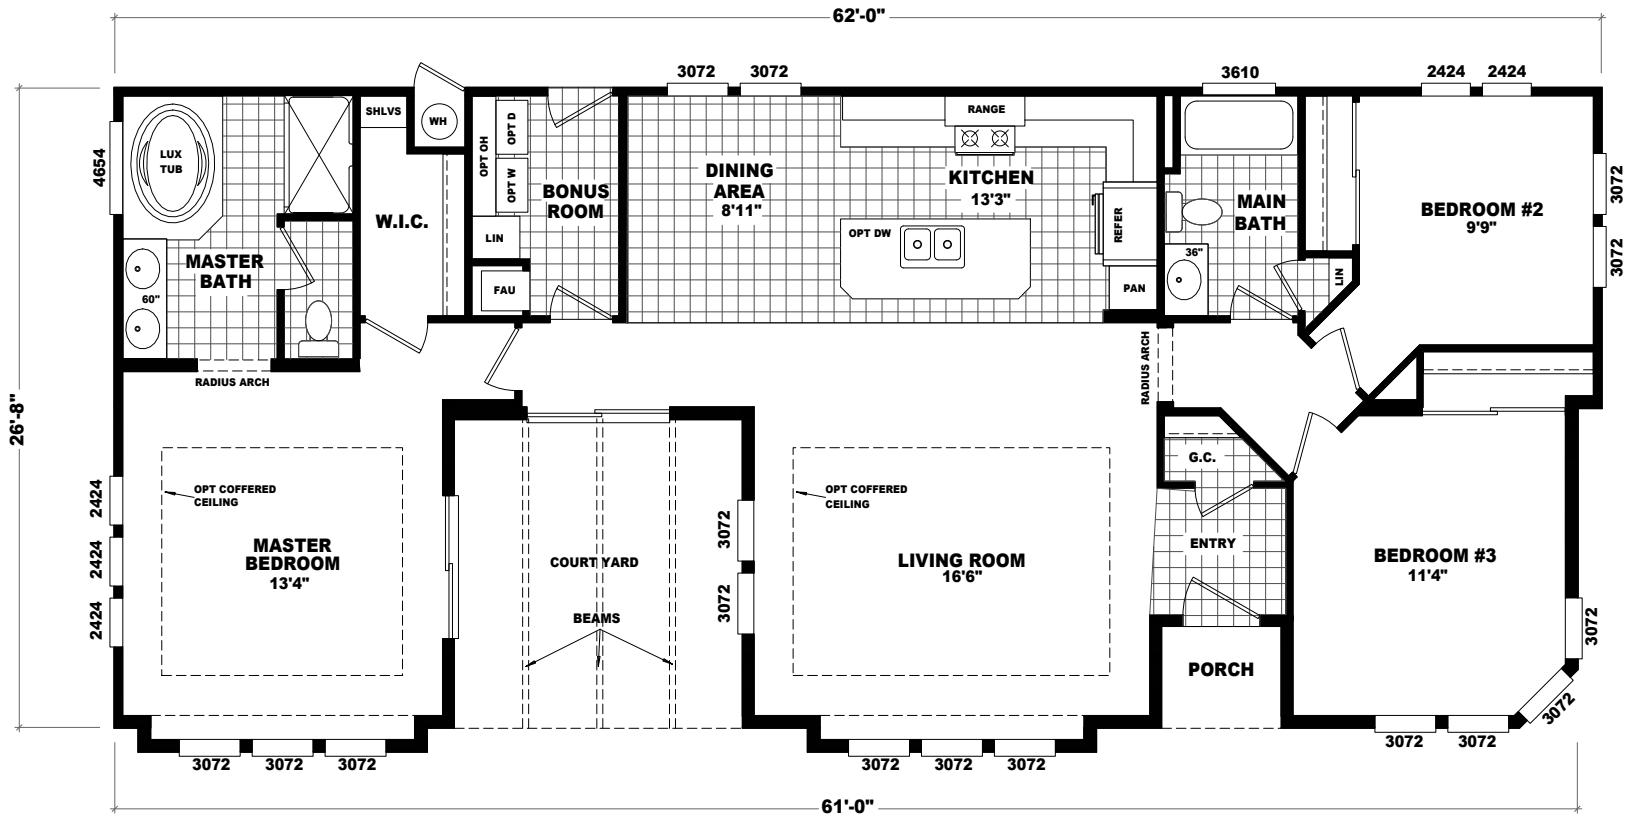 62'-0"
3072
3072
3610
2424
2424
4654
LUX
TUB
SHLVS
WH
OPT OH
OPT D
OPT W
LIN
FAU
BONUS
ROOM
W.I.C.
DINING
AREA
8'11"
RANGE
KITCHEN
13'3"
OPT DW
REFER
PAN
MAIN
BATH
36"
LIN
BEDROOM #2
9'9"
3072
3072
MASTER
BATH
60"
RADIUS ARCH
RADIUS ARCH
26'-8"
G.C.
OPT COFFERED
CEILING
OPT COFFERED
CEILING
2424
2424
2424
MASTER
BEDROOM
13'4"
COURT YARD
BEAMS
3072
3072
LIVING ROOM
16'6"
ENTRY
BEDROOM #3
11'4"
3072
PORCH
3072
3072
3072
3072
3072
3072
3072
3072
3072
3072
61'-0"